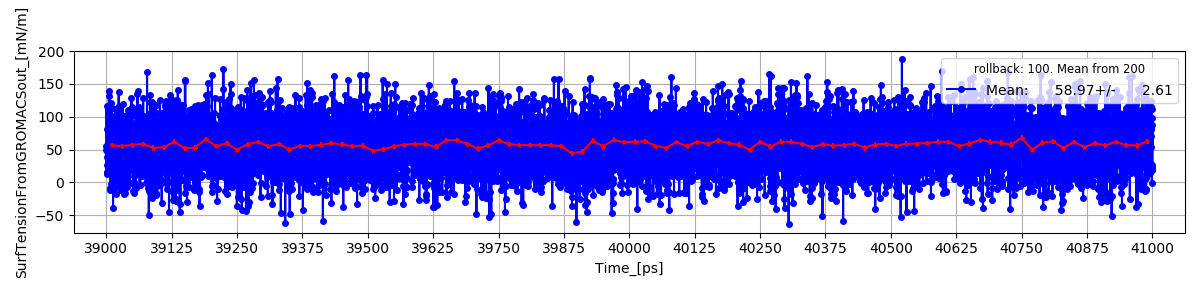 SurfTensionFromGROMACSout_[mN/m]
200
150
100
50
0
−50
rollback: 100. Mean from 200
Mean: 58.97+/- 2.61
39000 39125 39250 39375 39500 39625 39750 39875 40000 40125 40250 40375 40500 40625 40750 40875 41000
Time_[ps]